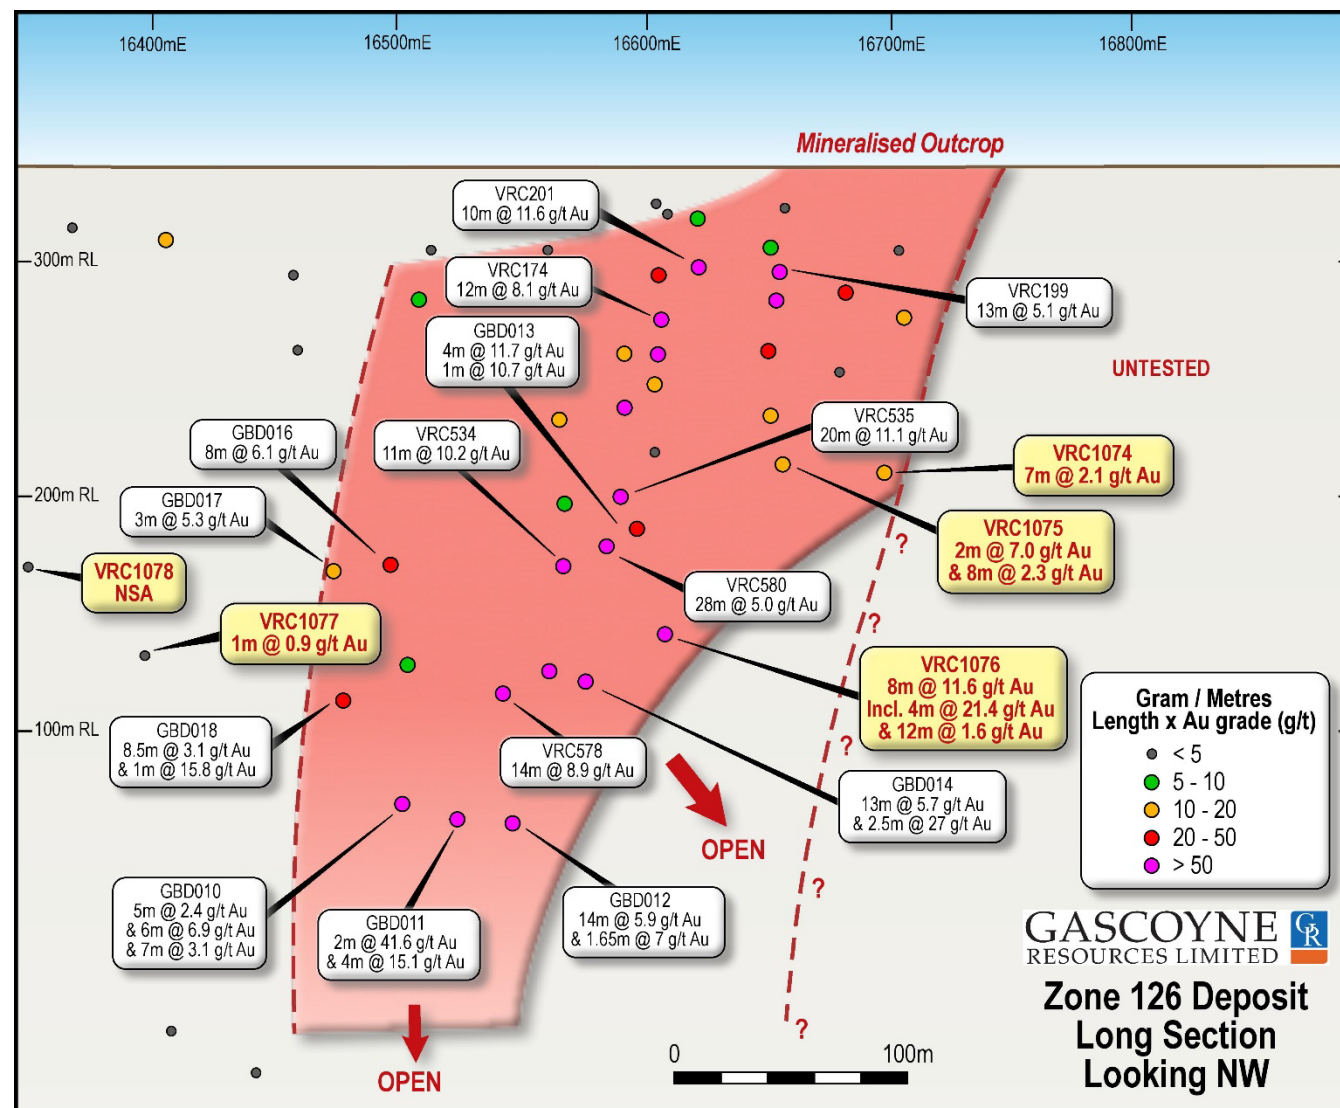 16400mE
16500mE
16600mE
16700mE
16800mE
Mineralised Outcrop
VRC201
10m @ 11.6 g/t Au
300m RL
VRC174
12m @ 8.1 g/t Au
VRC199
13m @ 5.1 g/t Au
GBD013
4m @ 11.7 g/t Au
1m @ 10.7 g/t Au
UNTESTED
GBD016
8m @ 6.1 g/t Au
VRC534
11m @ 10.2 g/t Au
VRC535
20m @ 11.1 g/t Au
VRC1074
7m @ 2.1 g/t Au
200m RL
GBD017
3m @ 5.3 g/t Au
VRC1075
2m @ 7.0 g/t Au
& 8m @ 2.3 g/t Au
?
VRC1078
NSA
VRC580
28m @ 5.0 g/t Au
VRC1077
1m @ 0.9 g/t Au
?
VRC1076
8m @ 11.6 g/t Au
Incl. 4m @ 21.4 g/t Au
& 12m @ 1.6 g/t Au
100m RL
GBD018
8.5m @ 3.1 g/t Au
& 1m @ 15.8 g/t Au
VRC578
14m @ 8.9 g/t Au
?
GBD014
13m @ 5.7 g/t Au
& 2.5m @ 27 g/t Au
OPEN
Gram / Metres
Length x Au grade (g/t)
< 5
5 - 10
10 - 20
20 - 50
> 50
GBD010
5m @ 2.4 g/t Au
& 6m @ 6.9 g/t Au
& 7m @ 3.1 g/t Au
GBD011
2m @ 41.6 g/t Au
& 4m @ 15.1 g/t Au
GBD012
14m @ 5.9 g/t Au
& 1.65m @ 7 g/t Au
?
GASCOYNE
RESOURCES LIMITED
GR
Zone 126 Deposit
Long Section
Looking NW
?
OPEN
0
100m